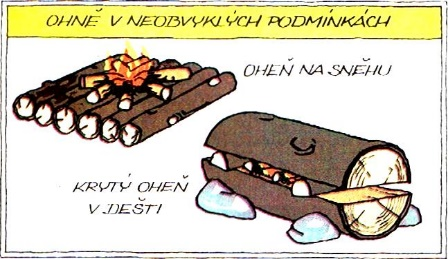 OHNĚ V NEOBVYKLÝCH PODMÍNKÁCH
OHEŇ NA SNĚHU
KRYTÝ OHEŇ
V DEŠTI